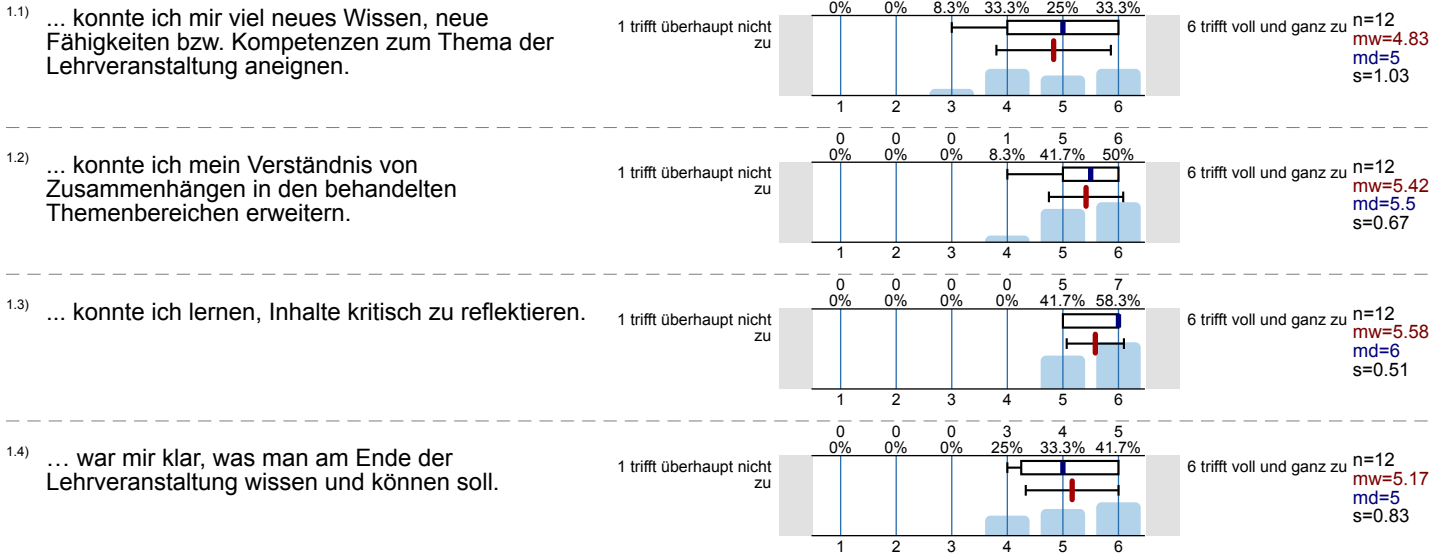 1.1) ... konnte ich mir viel neues Wissen, neue
Fähigkeiten bzw. Kompetenzen zum Thema der
Lehrveranstaltung aneignen.
1 trifft überhaupt nicht
zu
0% 0% 8.3% 33.3% 25% 33.3%
1 2 3 4 5 6
6 trifft voll und ganz zu
n=12
mw=4.83
md=5
s=1.03
1.2) ... konnte ich mein Verständnis von
Zusammenhängen in den behandelten
Themenbereichen erweitern.
1 trifft überhaupt nicht
zu
0 0 0 1 5 6
0% 0% 0% 8.3% 41.7% 50%
1 2 3 4 5 6
6 trifft voll und ganz zu
n=12
mw=5.42
md=5.5
s=0.67
1.3) ... konnte ich lernen, Inhalte kritisch zu reflektieren.
1 trifft überhaupt nicht
zu
0 0 0 0 5 7
0% 0% 0% 0% 41.7% 58.3%
1 2 3 4 5 6
6 trifft voll und ganz zu
n=12
mw=5.58
md=6
s=0.51
1.4) … war mir klar, was man am Ende der
Lehrveranstaltung wissen und können soll.
1 trifft überhaupt nicht
zu
0 0 0 3 4 5
0% 0% 0% 25% 33.3% 41.7%
1 2 3 4 5 6
6 trifft voll und ganz zu
n=12
mw=5.17
md=5
s=0.83